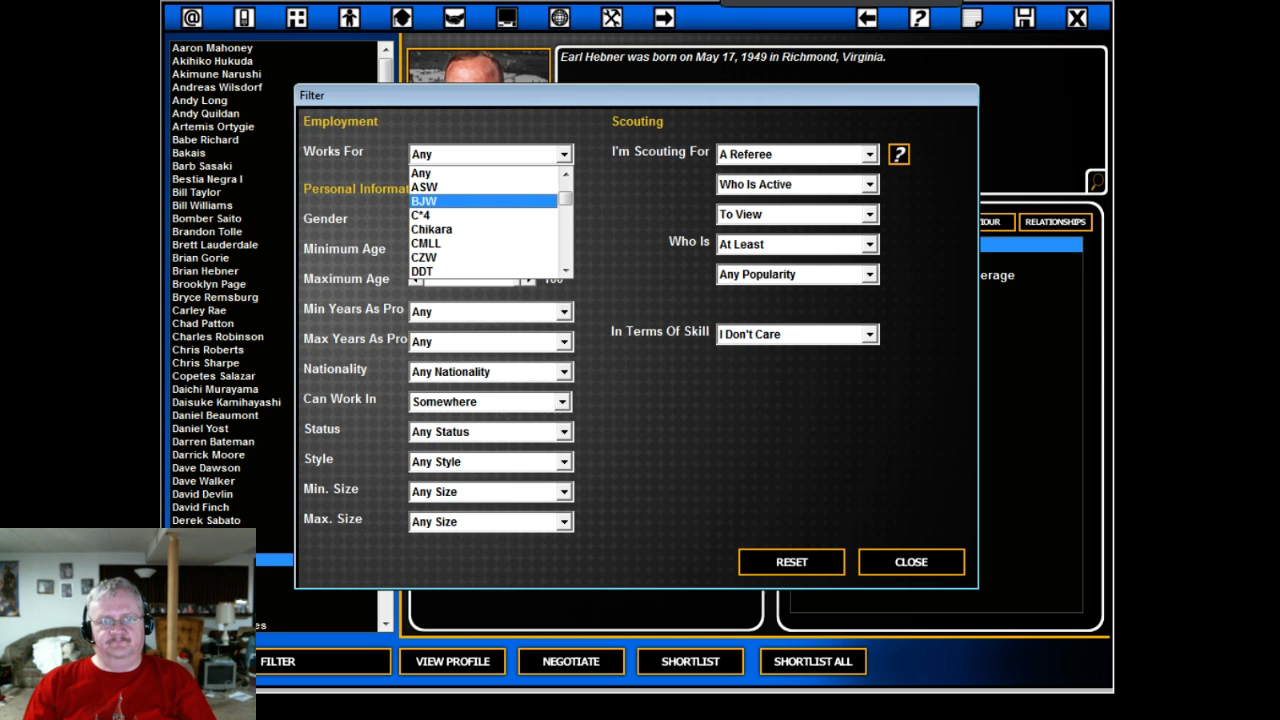 Earl Hebner was born on May 17, 1949 in Richmond, Virginia.
Aaron Mahoney
Akihiko Hukuda
Akimune Narushi
Andreas Wilsdorf
Andy Long
Andy Quildan
Artemis Ortygie
Babe Richard
Bakais
Barb Sasaki
Bestia Negra I
Bill Taylor
Bill Williams
Bomber Saito
Brandon Tolle
Brett Lauderdale
Brian Gorie
Brian Hebner
Brooklyn Page
Bryce Remsburg
Carley Rae
Chad Patton
Charles Robinson
Chris Roberts
Chris Sharpe
Copetes Salazar
Daichi Murayama
Daisuke Kamihayashi
Daniel Beaumont
Daniel Yost
Darren Bateman
Darrick Moore
Dave Dawson
Dave Walker
David Devlin
David Finch
Derek Sabato
es
Filter
Employment
Works For Any
Any
ASW
BJW
C*4
Chikara
CMLL
CZW
DDT
Personal Informat
Gender
Minimum Age
Maximum Age 100
Min Years As Pro Any
Max Years As Pro Any
Nationality Any Nationality
Can Work In Somewhere
Status Any Status
Style Any Style
Min. Size Any Size
Max. Size Any Size
Scouting
I'm Scouting For A Referee ?
Who Is Active
To View
Who Is At Least
Any Popularity
In Terms Of Skill I Don't Care
RESET CLOSE
IOUR RELATIONSHIPS
erage
FILTER VIEW PROFILE NEGOTIATE SHORTLIST SHORTLIST ALL